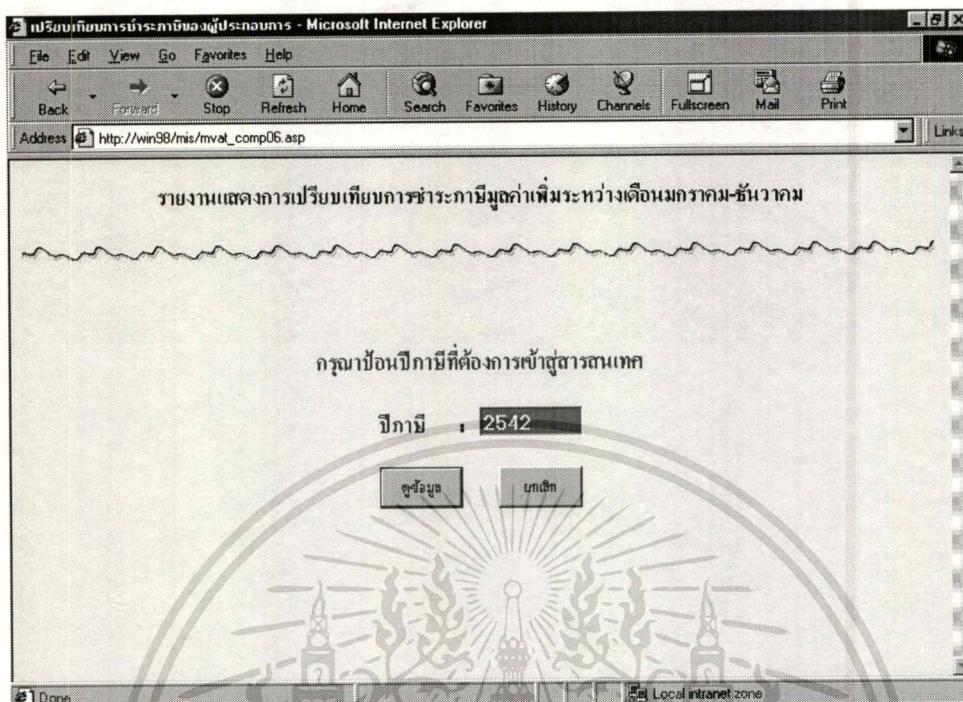 เปรียบเทียบการชำระภาษีของผู้ประกอบการ - Microsoft Internet Explorer
File Edit View Go Favorites Help
Back Forward Stop Refresh Home Search Favorites History Channels Fullscreen Mail Print
Address http://win98/mis/mvat_comp06.asp Links
รายงานแสดงการเปรียบเทียบการชำระภาษีมูลค่าเพิ่มระหว่างเดือนมกราคม-ธันวาคม
กรุณาป้อนปีภาษีที่ต้องการเข้าสู่สารสนเทศ
ปีภาษี : 2542
ดูข้อมูล ยกเลิก
Done Local intranet zone